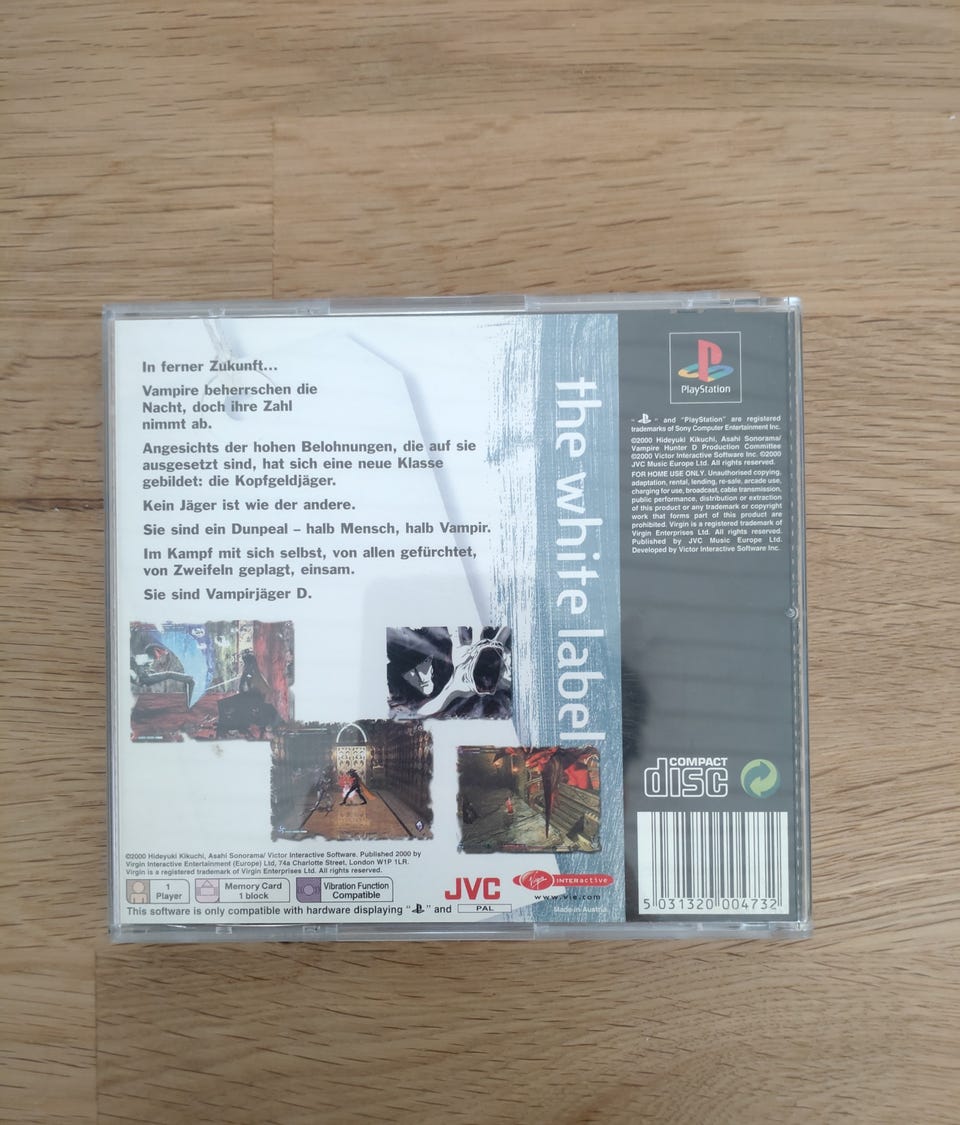 In ferner Zukunft...
Vampire beherrschen die
Nacht, doch ihre Zahl
nimmt ab.
Angesichts der hohen Belohnungen, die auf sie
ausgesetzt sind, hat sich eine neue Klasse
gebildet: die Kopfgeldjäger.
Kein Jäger ist wie der andere.
Sie sind ein Dunpeal – halb Mensch, halb Vampir.
Im Kampf mit sich selbst, von allen gefürchtet,
von Zweifeln geplagt, einsam.
Sie sind Vampirjäger D.
©2000 Hideyuki Kikuchi, Asahi Sonorama/ Victor Interactive Software. Published 2000 by
Virgin Interactive Entertainment (Europe) Ltd, 74a Charlotte Street, London W1P 1LR.
Virgin is a registered trademark of Virgin Enterprises Ltd. All rights reserved.
1
Player
Memory Card
1 block
Vibration Function
Compatible
This software is only compatible with hardware displaying " " and PAL
JVC
Virgin INTERactive
www.vie.com
Made in Austria
the white label
PlayStation
" " and "PlayStation" are registered
trademarks of Sony Computer Entertainment Inc.
©2000 Hideyuki Kikuchi, Asahi Sonorama/
Vampire Hunter D Production Committee
©2000 Victor Interactive Software Inc. ©2000
JVC Music Europe Ltd. All rights reserved.
FOR HOME USE ONLY. Unauthorised copying,
adaptation, rental, lending, re-sale, arcade use,
charging for use, broadcast, cable transmission,
public performance, distribution or extraction
of this product or any trademark or copyright
work that forms part of this product are
prohibited. Virgin is a registered trademark of
Virgin Enterprises Ltd. All rights reserved.
Published by JVC Music Europe Ltd.
Developed by Victor Interactive Software Inc.
COMPACT
disc
5 031320 004732